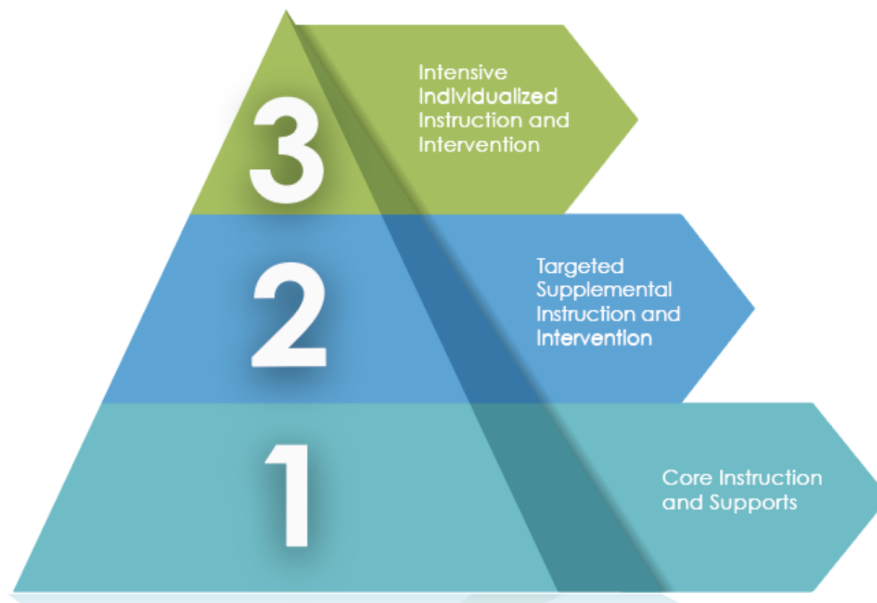 3
Intensive
Individualized
Instruction and
Intervention
2
Targeted
Supplemental
Instruction and
Intervention
1
Core Instruction
and Supports